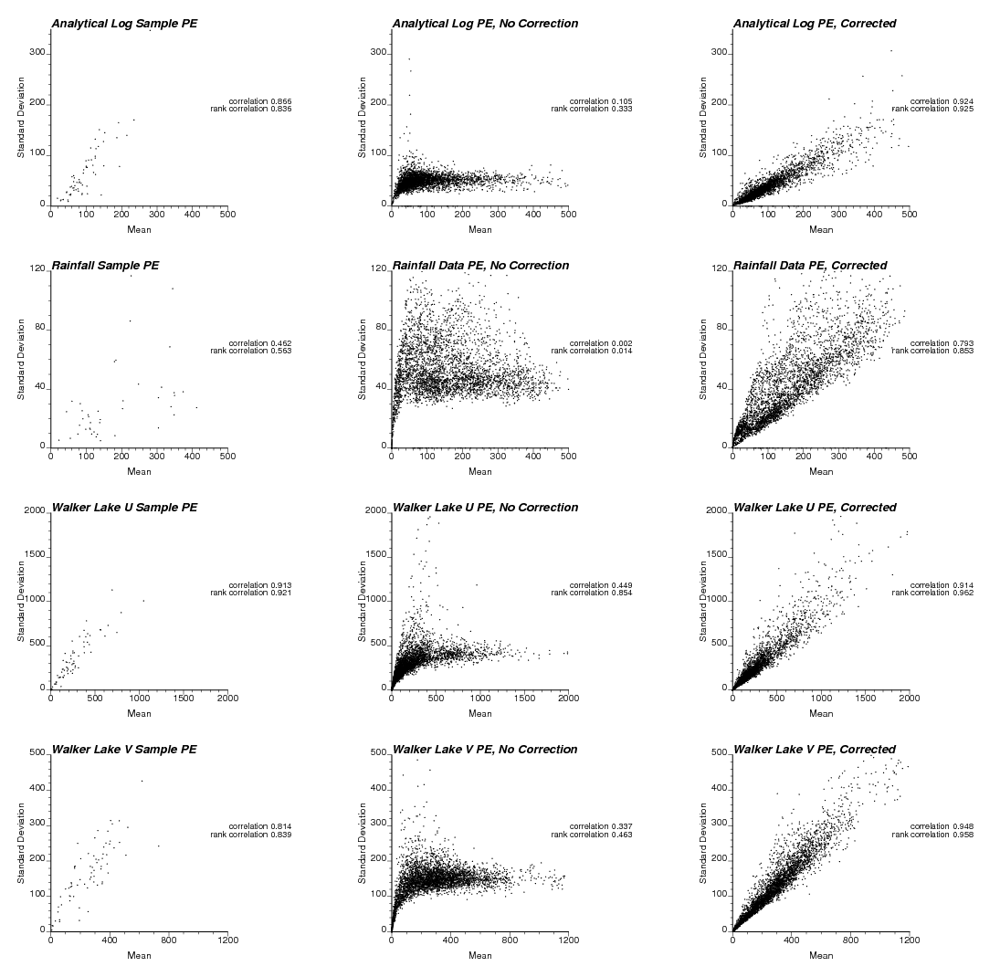 Analytical Log Sample PE
300
200
100
0
Standard Deviation
correlation 0.866
rank correlation 0.836
0 100 200 300 400 500
Mean
Analytical Log PE, No Correction
300
200
100
0
Standard Deviation
correlation 0.105
rank correlation 0.333
0 100 200 300 400 500
Mean
Analytical Log PE, Corrected
300
200
100
0
Standard Deviation
correlation 0.924
rank correlation 0.925
0 100 200 300 400 500
Mean
Rainfall Sample PE
120
80
40
0
Standard Deviation
correlation 0.462
rank correlation 0.563
0 100 200 300 400 500
Mean
Rainfall Data PE, No Correction
120
80
40
0
Standard Deviation
correlation 0.002
rank correlation 0.014
0 100 200 300 400 500
Mean
Rainfall Data PE, Corrected
120
80
40
0
Standard Deviation
correlation 0.793
rank correlation 0.853
0 100 200 300 400 500
Mean
Walker Lake U Sample PE
2000
1500
1000
500
0
Standard Deviation
correlation 0.913
rank correlation 0.921
0 500 1000 1500 2000
Mean
Walker Lake U PE, No Correction
2000
1500
1000
500
0
Standard Deviation
correlation 0.449
rank correlation 0.854
0 500 1000 1500 2000
Mean
Walker Lake U PE, Corrected
2000
1500
1000
500
0
Standard Deviation
correlation 0.914
rank correlation 0.962
0 500 1000 1500 2000
Mean
Walker Lake V Sample PE
500
400
300
200
100
0
Standard Deviation
correlation 0.814
rank correlation 0.839
0 400 800 1200
Mean
Walker Lake V PE, No Correction
500
400
300
200
100
0
Standard Deviation
correlation 0.337
rank correlation 0.463
0 400 800 1200
Mean
Walker Lake V PE, Corrected
500
400
300
200
100
0
Standard Deviation
correlation 0.948
rank correlation 0.958
0 400 800 1200
Mean